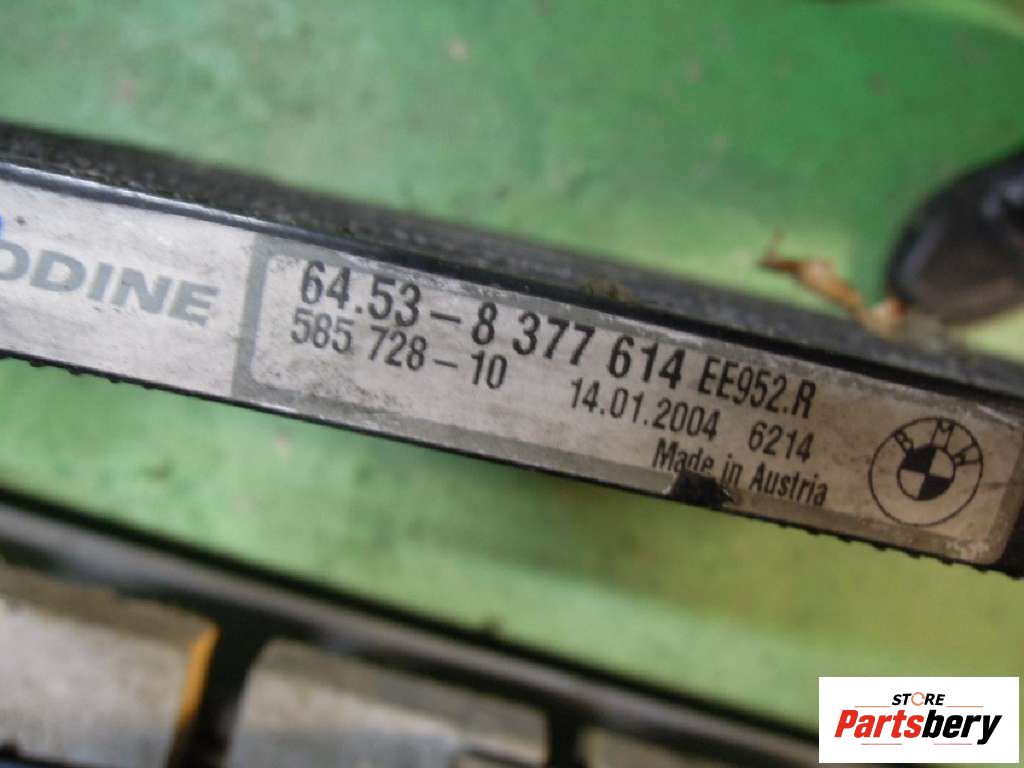 ODINE
64.53-8 377 614 EE952.R
585 728-10 14.01.2004 6214
Made in Austria
BMW
STORE
Partsbery